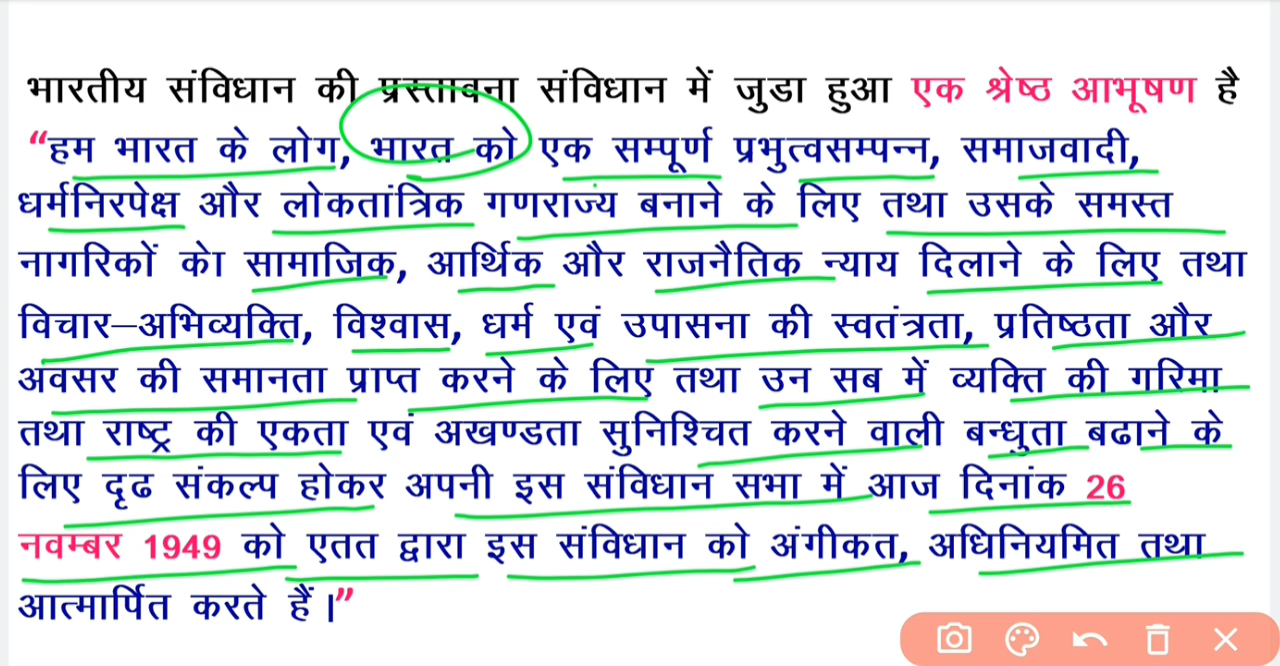 भारतीय संविधान की प्रस्तावना संविधान में जुडा हुआ एक श्रेष्ठ आभूषण है
“हम भारत के लोग, भारत को एक सम्पूर्ण प्रभुत्वसम्पन्न, समाजवादी,
धर्मनिरपेक्ष और लोकतांत्रिक गणराज्य बनाने के लिए तथा उसके समस्त
नागरिकों केा सामाजिक, आर्थिक और राजनैतिक न्याय दिलाने के लिए तथा
विचार–अभिव्यक्ति, विश्वास, धर्म एवं उपासना की स्वतंत्रता, प्रतिष्ठता और
अवसर की समानता प्राप्त करने के लिए तथा उन सब में व्यक्ति की गरिमा
तथा राष्ट्र की एकता एवं अखण्डता सुनिश्चित करने वाली बन्धुता बढाने के
लिए दृढ संकल्प होकर अपनी इस संविधान सभा में आज दिनांक 26
नवम्बर 1949 को एतत द्वारा इस संविधान को अंगीकत, अधिनियमित तथा
आत्मार्पित करते हैं।”